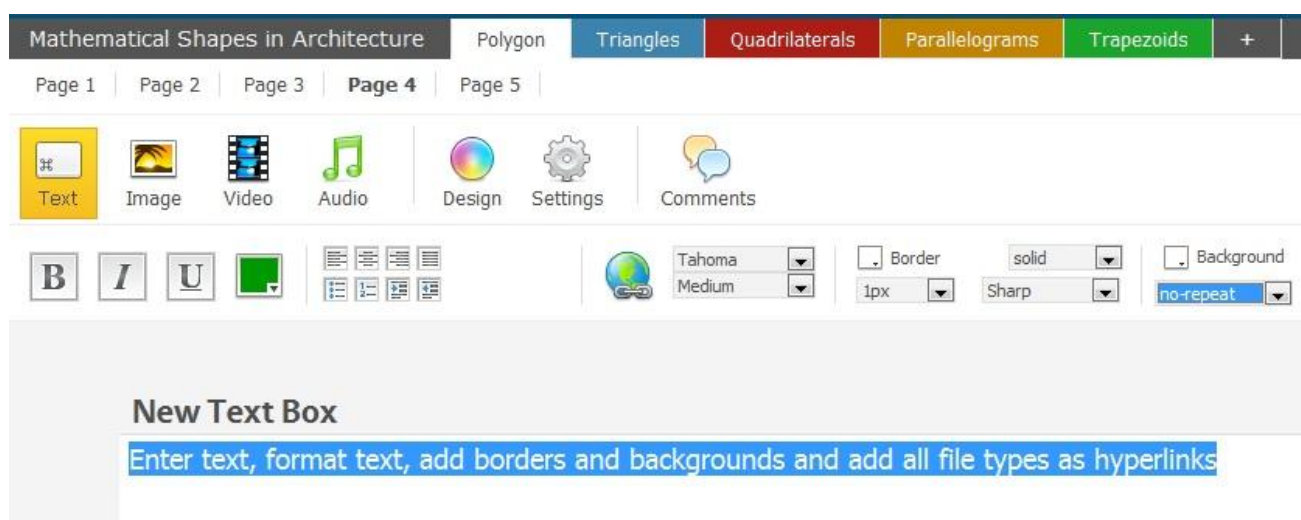 Mathematical Shapes in Architecture Polygon Triangles Quadrilaterals Parallelograms Trapezoids +
Page 1 Page 2 Page 3 Page 4 Page 5
⌘
Text Image Video Audio Design Settings Comments
B I U Tahoma Border solid Background
Medium 1px Sharp no-repeat
New Text Box
Enter text, format text, add borders and backgrounds and add all file types as hyperlinks